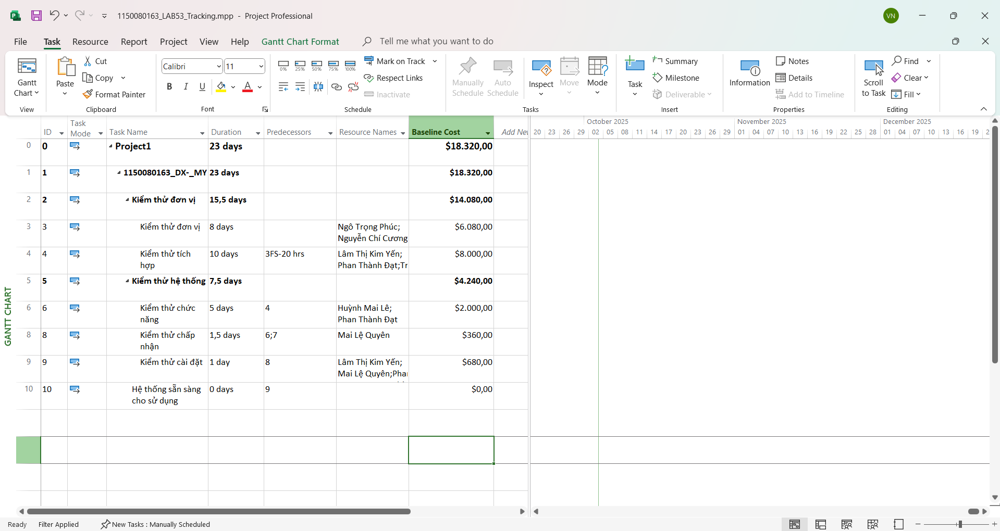 1150080163_LAB53_Tracking.mpp - Project Professional
VN
File Task Resource Report Project View Help Gantt Chart Format Tell me what you want to do
Gantt Chart
View
Paste
Cut
Copy
Format Painter
Clipboard
Calibri 11
B I U A
Font
0% 25% 50% 75% 100%
Mark on Track
Respect Links
Inactivate
Schedule
Manually Schedule
Auto Schedule
Inspect
Move
Mode
Tasks
Task
Summary
Milestone
Deliverable
Insert
Information
Notes
Details
Add to Timeline
Properties
Scroll to Task
Find
Clear
Fill
Editing
ID Task Mode Task Name Duration Predecessors Resource Names Baseline Cost Add New
October 2025 November 2025 December 2025
20 23 26 29 02 05 08 11 14 17 20 23 26 29 01 04 07 10 13 16 19 22 25 28 01 04 07 10 13 16 19 2
0 0 Project1 23 days $18.320,00
1 1 1150080163_DX-_MY 23 days $18.320,00
2 2 Kiểm thử đơn vị 15,5 days $14.080,00
3 3 Kiểm thử đơn vị 8 days Ngô Trọng Phúc; $6.080,00
Nguyễn Chí Cương
4 4 Kiểm thử tích 10 days 3FS-20 hrs Lâm Thị Kim Yến; $8.000,00
hợp Phan Thành Đạt;Tr
5 5 Kiểm thử hệ thống 7,5 days $4.240,00
6 6 Kiểm thử chức 5 days 4 Huỳnh Mai Lê; $2.000,00
năng Phan Thành Đạt
8 8 Kiểm thử chấp 1,5 days 6;7 Mai Lệ Quyên $360,00
nhận
9 9 Kiểm thử cài đặt 1 day 8 Lâm Thị Kim Yến; $680,00
Mai Lệ Quyên;Phan
10 10 Hệ thống sẵn sàng 0 days 9 $0,00
cho sử dụng
GANTT CHART
Ready Filter Applied New Tasks : Manually Scheduled